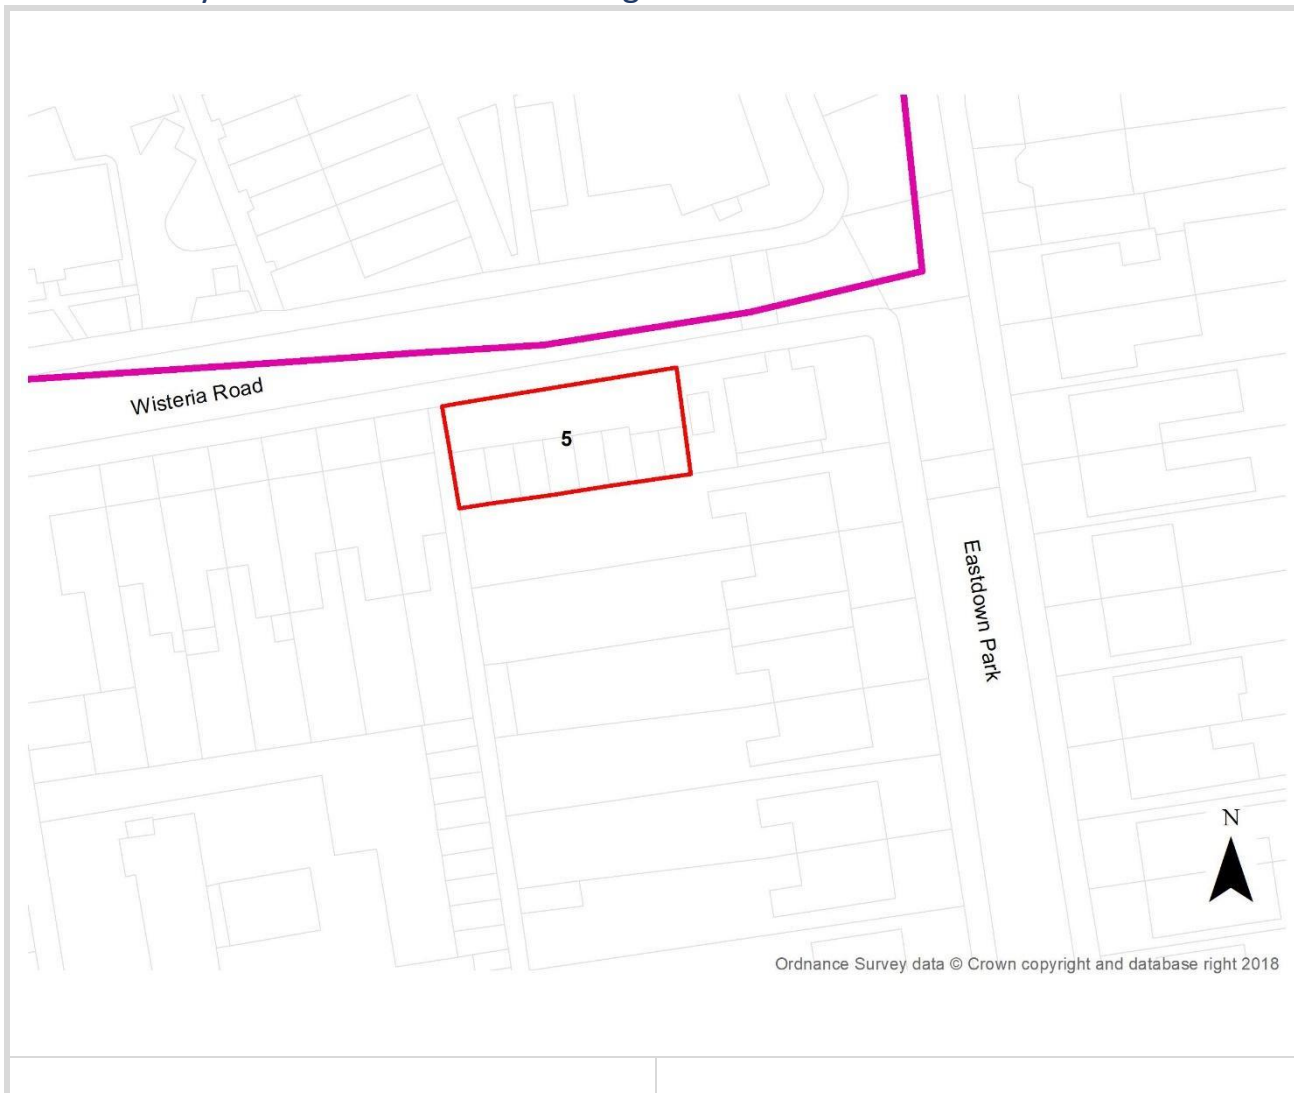 Wisteria Road
5
Eastdown Park
N
Ordnance Survey data © Crown copyright and database right 2018